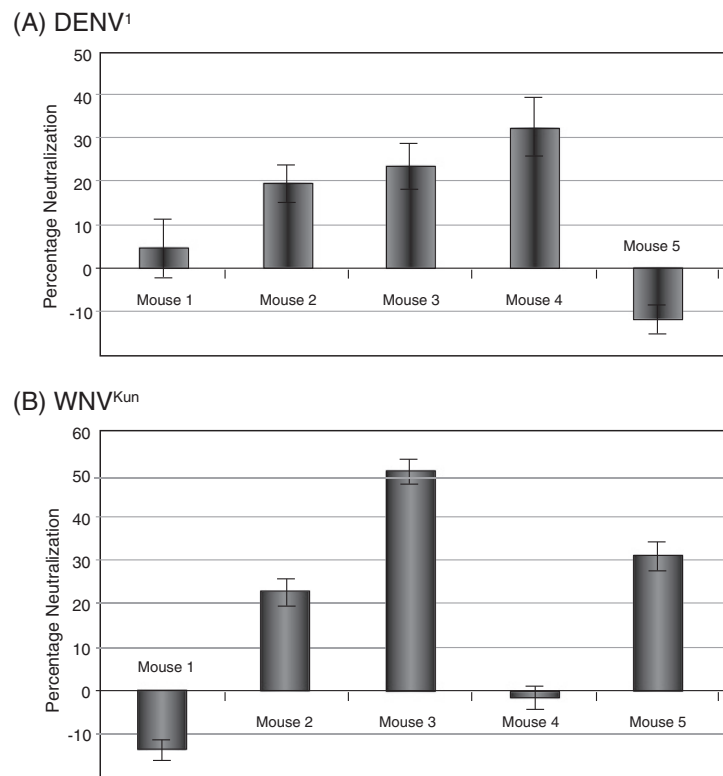 (A) DENV¹
Percentage Neutralization
50
40
30
20
10
0
-10
Mouse 1
Mouse 2
Mouse 3
Mouse 4
Mouse 5
(B) WNVᴷᵘⁿ
Percentage Neutralization
60
50
40
30
20
10
0
-10
Mouse 1
Mouse 2
Mouse 3
Mouse 4
Mouse 5